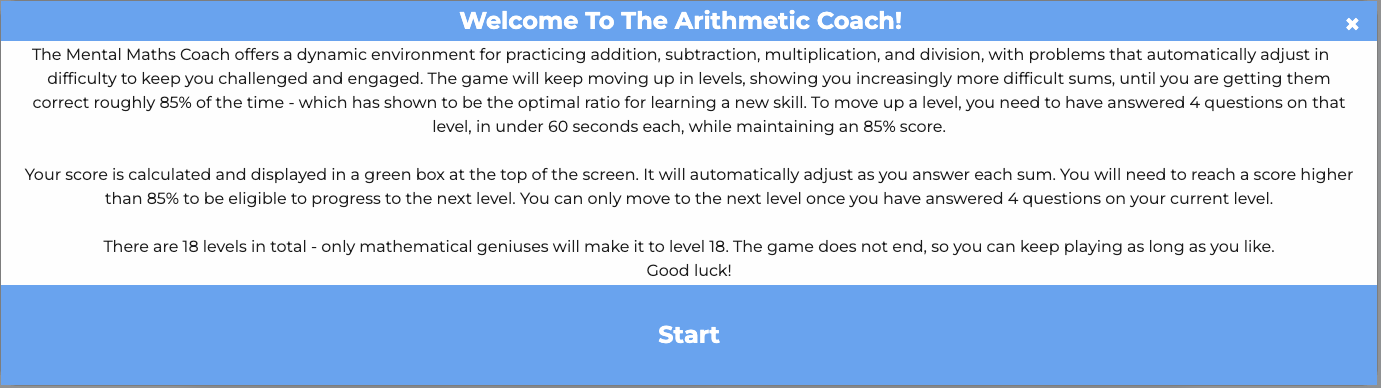 Welcome To The Arithmetic Coach!
The Mental Maths Coach offers a dynamic environment for practicing addition, subtraction, multiplication, and division, with problems that automatically adjust in
difficulty to keep you challenged and engaged. The game will keep moving up in levels, showing you increasingly more difficult sums, until you are getting them
correct roughly 85% of the time - which has shown to be the optimal ratio for learning a new skill. To move up a level, you need to have answered 4 questions on that
level, in under 60 seconds each, while maintaining an 85% score.
Your score is calculated and displayed in a green box at the top of the screen. It will automatically adjust as you answer each sum. You will need to reach a score higher
than 85% to be eligible to progress to the next level. You can only move to the next level once you have answered 4 questions on your current level.
There are 18 levels in total - only mathematical geniuses will make it to level 18. The game does not end, so you can keep playing as long as you like.
Good luck!
Start